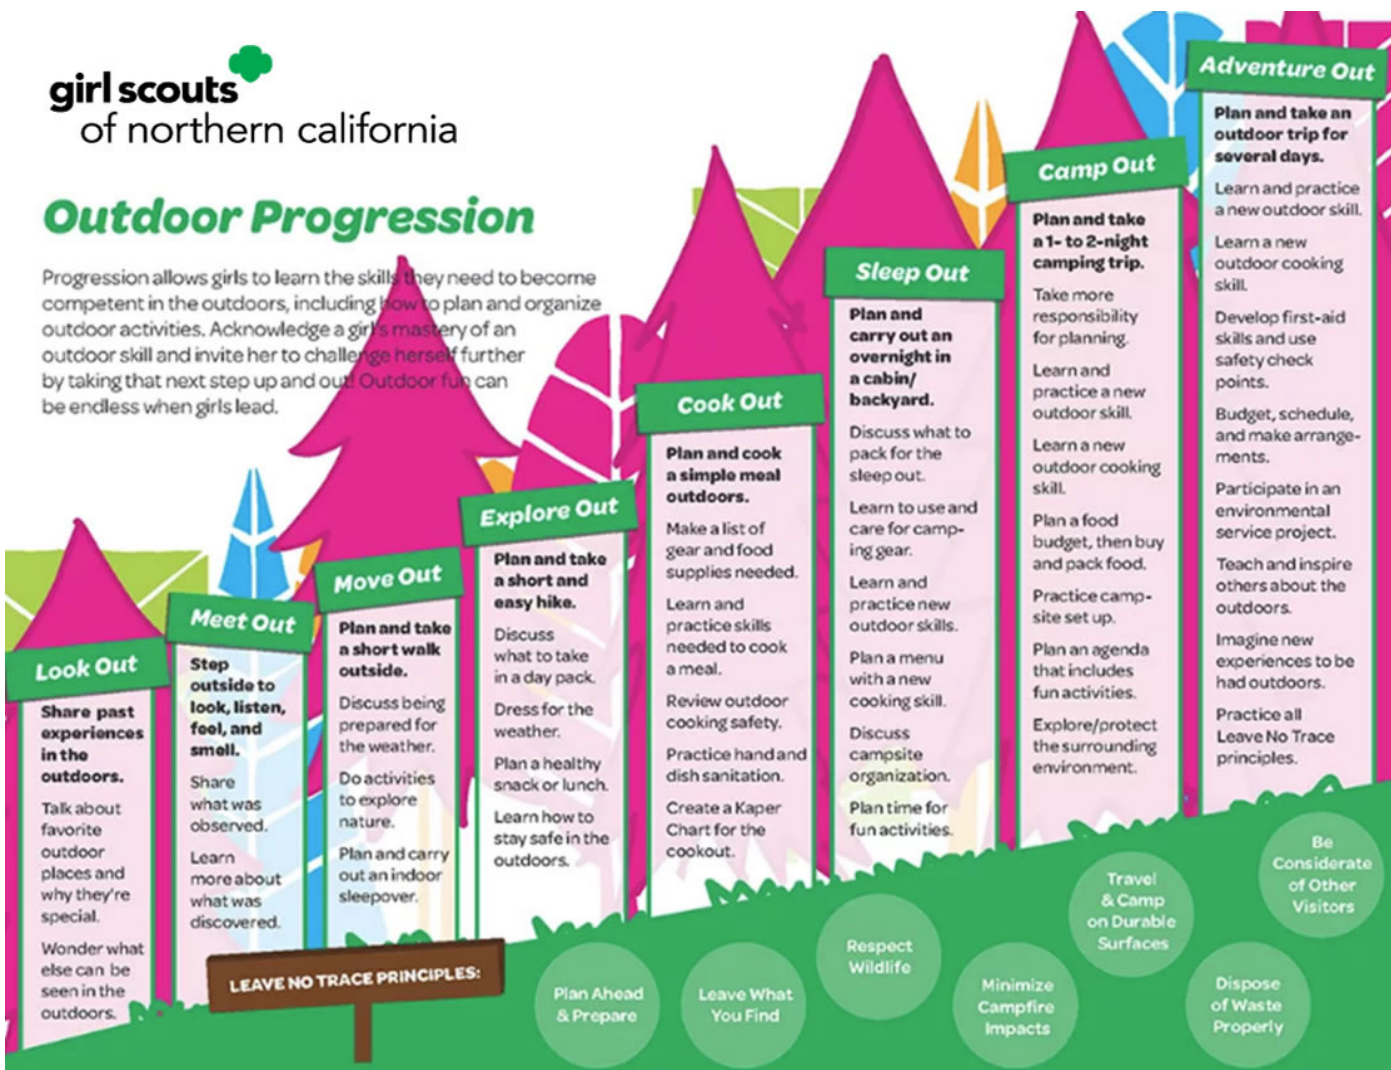 girl scouts
of northern california
Outdoor Progression
Progression allows girls to learn the skills they need to become
competent in the outdoors, including how to plan and organize
outdoor activities. Acknowledge a girl's mastery of an
outdoor skill and invite her to challenge herself further
by taking that next step up and out! Outdoor fun can
be endless when girls lead.
Look Out
Share past
experiences
in the
outdoors.
Talk about
favorite
outdoor
places and
why they're
special.
Wonder what
else can be
seen in the
outdoors.
Meet Out
Step
outside to
look, listen,
feel, and
smell.
Share
what was
observed.
Learn
more about
what was
discovered.
Move Out
Plan and take
a short walk
outside.
Discuss being
prepared for
the weather.
Do activities
to explore
nature.
Plan and carry
out an indoor
sleepover.
Explore Out
Plan and take
a short and
easy hike.
Discuss
what to take
in a day pack.
Dress for the
weather.
Plan a healthy
snack or lunch.
Learn how to
stay safe in the
outdoors.
Cook Out
Plan and cook
a simple meal
outdoors.
Make a list of
gear and food
supplies needed.
Learn and
practice skills
needed to cook
a meal.
Review outdoor
cooking safety.
Practice hand and
dish sanitation.
Create a Kaper
Chart for the
cookout.
Sleep Out
Plan and
carry out an
overnight in
a cabin/
backyard.
Discuss what to
pack for the
sleep out.
Learn to use and
care for camp-
ing gear.
Learn and
practice new
outdoor skills.
Plan a menu
with a new
cooking skill.
Discuss
campsite
organization.
Plan time for
fun activities.
Camp Out
Plan and take
a 1- to 2-night
camping trip.
Take more
responsibility
for planning.
Learn and
practice a new
outdoor skill.
Learn a new
outdoor cooking
skill.
Plan a food
budget, then buy
and pack food.
Practice camp-
site set up.
Plan an agenda
that includes
fun activities.
Explore/protect
the surrounding
environment.
Adventure Out
Plan and take an
outdoor trip for
several days.
Learn and practice
a new outdoor skill.
Learn a new
outdoor cooking
skill.
Develop first-aid
skills and use
safety check
points.
Budget, schedule,
and make arrange-
ments.
Participate in an
environmental
service project.
Teach and inspire
others about the
outdoors.
Imagine new
experiences to be
had outdoors.
Practice all
Leave No Trace
principles.
LEAVE NO TRACE PRINCIPLES:
Plan Ahead
& Prepare
Leave What
You Find
Respect
Wildlife
Minimize
Campfire
Impacts
Travel
& Camp
on Durable
Surfaces
Dispose
of Waste
Properly
Be
Considerate
of Other
Visitors